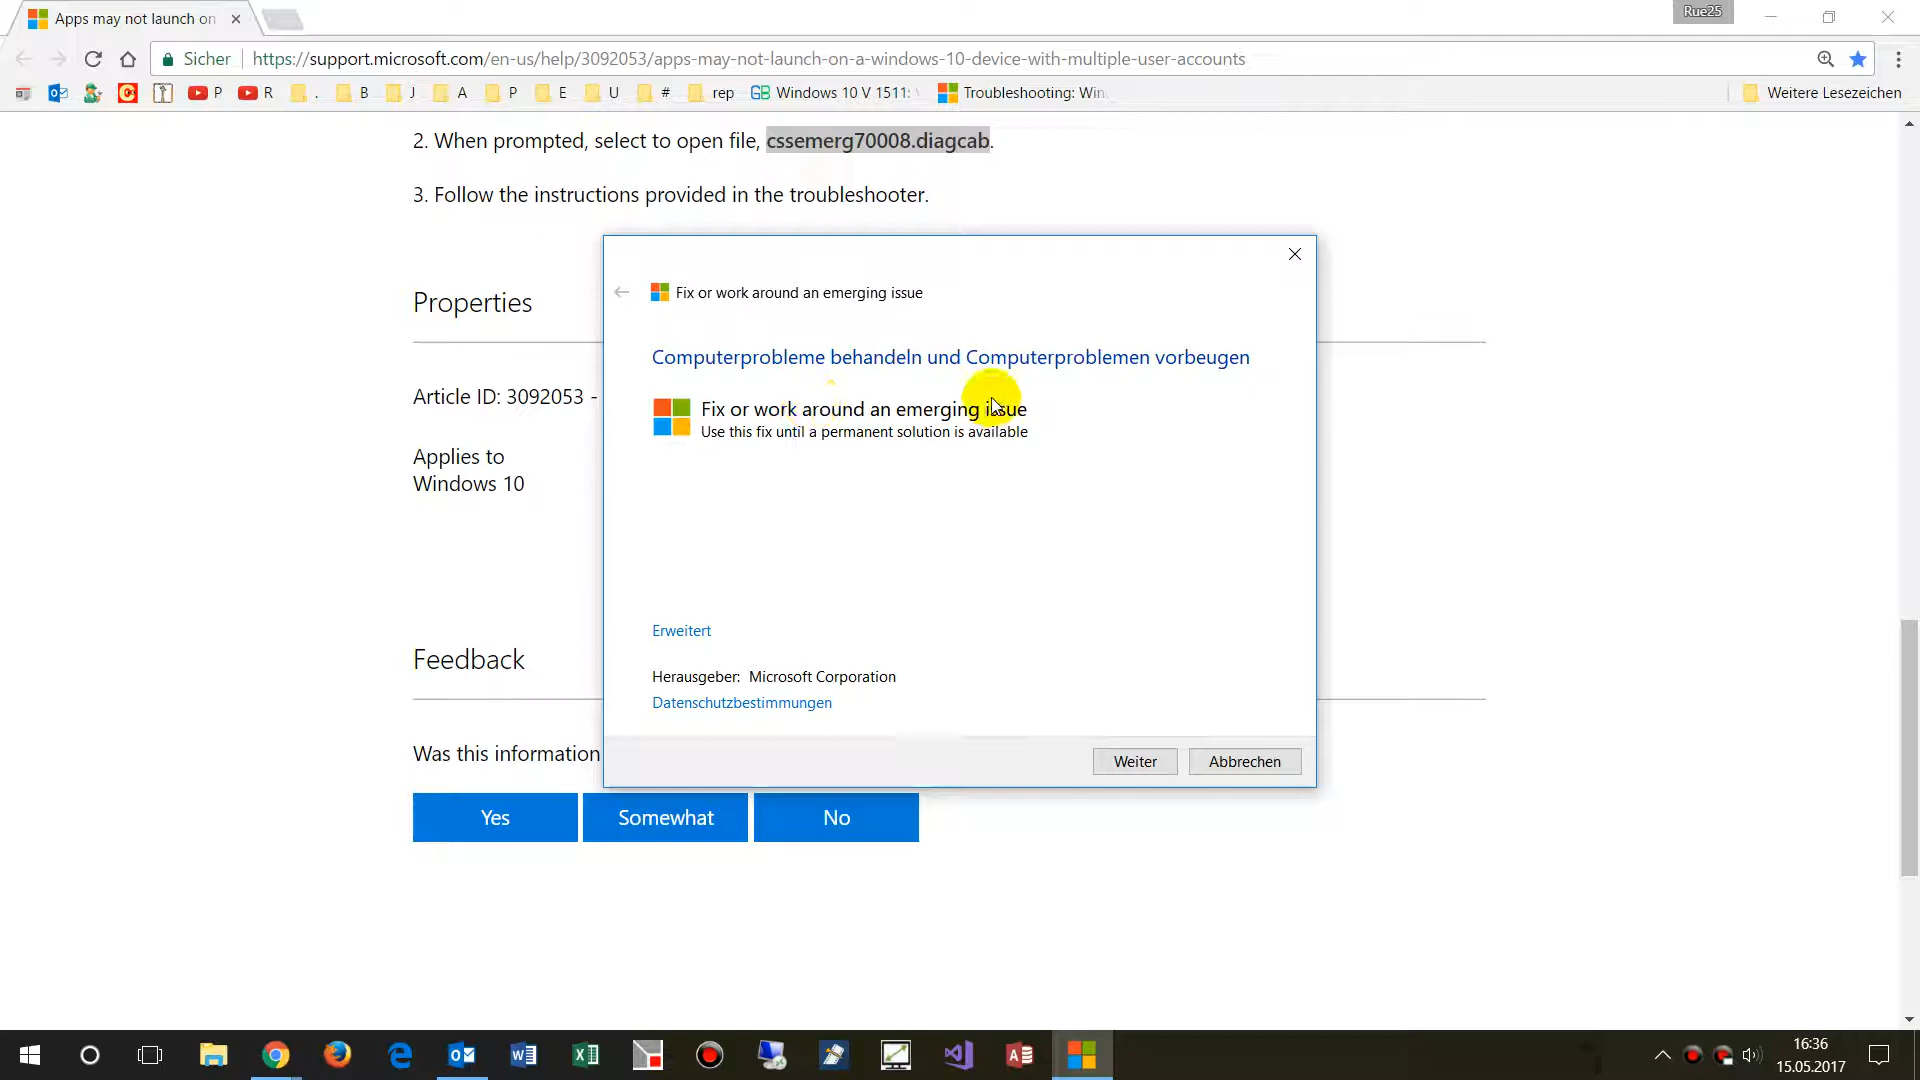 Apps may not launch on
Rue25
Sicher
https://support.microsoft.com/en-us/help/3092053/apps-may-not-launch-on-a-windows-10-device-with-multiple-user-accounts
P R . B J A P E U # rep Windows 10 V 1511: Troubleshooting: Win Weitere Lesezeichen
2. When prompted, select to open file, cssemerg70008.diagcab.
3. Follow the instructions provided in the troubleshooter.
Properties
Article ID: 3092053 -
Applies to
Windows 10
Feedback
Was this information
Yes Somewhat No
Fix or work around an emerging issue
Computerprobleme behandeln und Computerproblemen vorbeugen
Fix or work around an emerging issue
Use this fix until a permanent solution is available
Erweitert
Herausgeber: Microsoft Corporation
Datenschutzbestimmungen
Weiter Abbrechen
16:36
15.05.2017